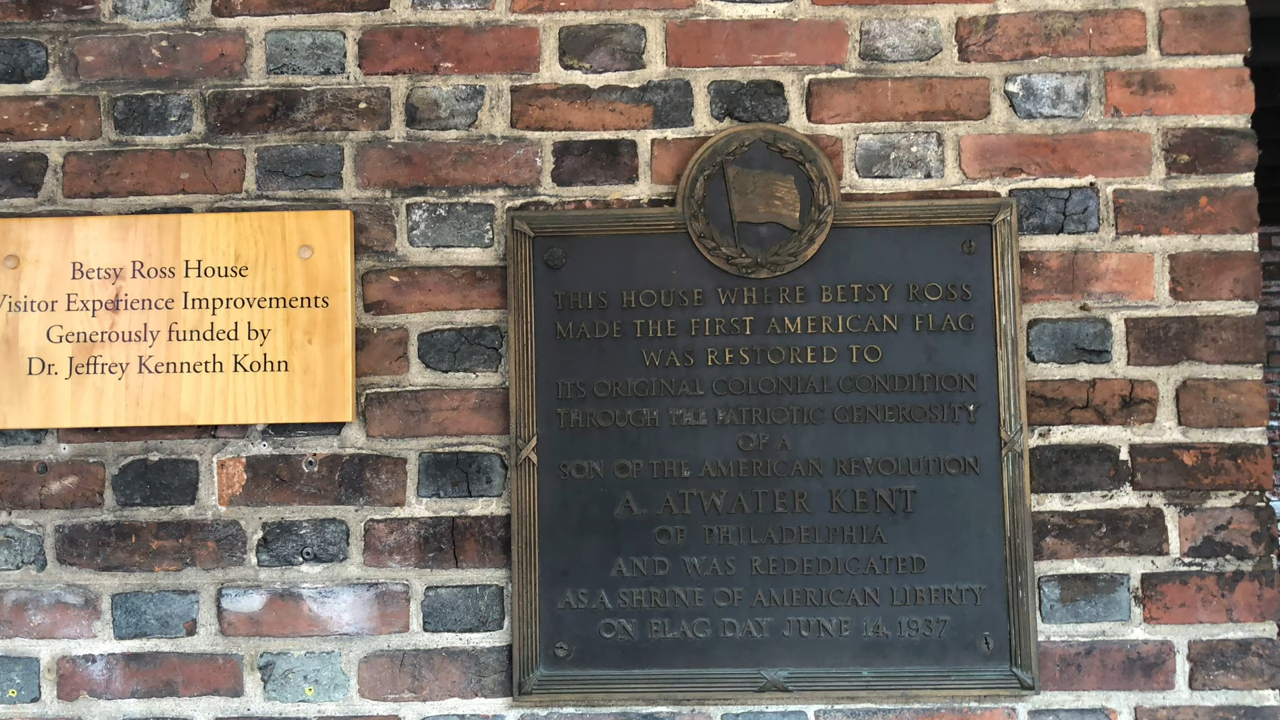 Betsy Ross House
Visitor Experience Improvements
Generously funded by
Dr. Jeffrey Kenneth Kohn
THIS HOUSE WHERE BETSY ROSS
MADE THE FIRST AMERICAN FLAG
WAS RESTORED TO
ITS ORIGINAL COLONIAL CONDITION
THROUGH THE PATRIOTIC GENEROSITY
OF A
SON OF THE AMERICAN REVOLUTION
A. ATWATER KENT
OF PHILADELPHIA
AND WAS REDEDICATED
AS A SHRINE OF AMERICAN LIBERTY
ON FLAG DAY JUNE 14, 1937